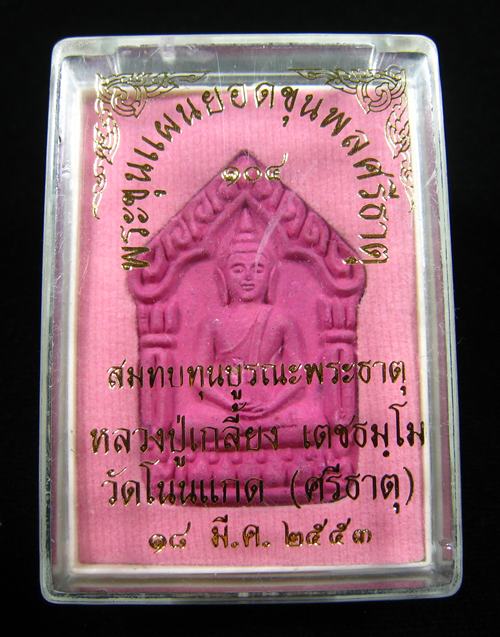 พระขุนแผนยอดขุนพลศรีธาตุ
๑๐๔
สมทบทุนบูรณะพระธาตุ
หลวงปู่เกลี้ยง เตชธมฺโม
วัดโนนแกด (ศรีธาตุ)
๑๘ มี.ค. ๒๕๕๓